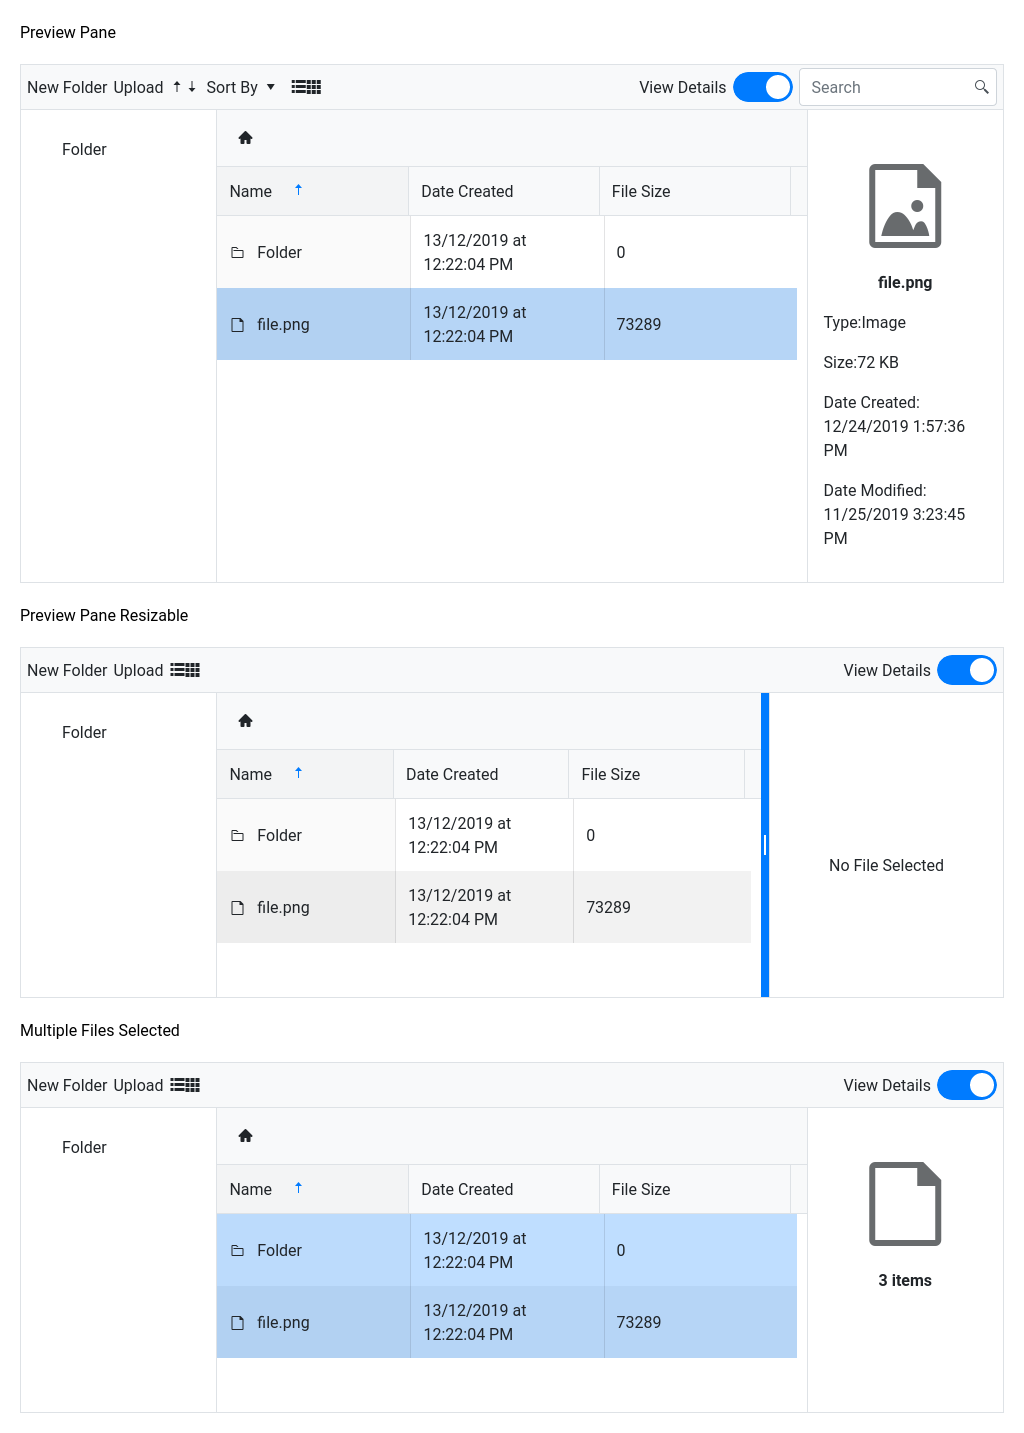 Preview Pane
New Folder Upload Sort By View Details Search
Folder
Name Date Created File Size
Folder 13/12/2019 at 12:22:04 PM 0
file.png 13/12/2019 at 12:22:04 PM 73289
file.png
Type:Image
Size:72 KB
Date Created:
12/24/2019 1:57:36
PM
Date Modified:
11/25/2019 3:23:45
PM
Preview Pane Resizable
New Folder Upload View Details
Folder
Name Date Created File Size
Folder 13/12/2019 at 12:22:04 PM 0
file.png 13/12/2019 at 12:22:04 PM 73289
No File Selected
Multiple Files Selected
New Folder Upload View Details
Folder
Name Date Created File Size
Folder 13/12/2019 at 12:22:04 PM 0
file.png 13/12/2019 at 12:22:04 PM 73289
3 items